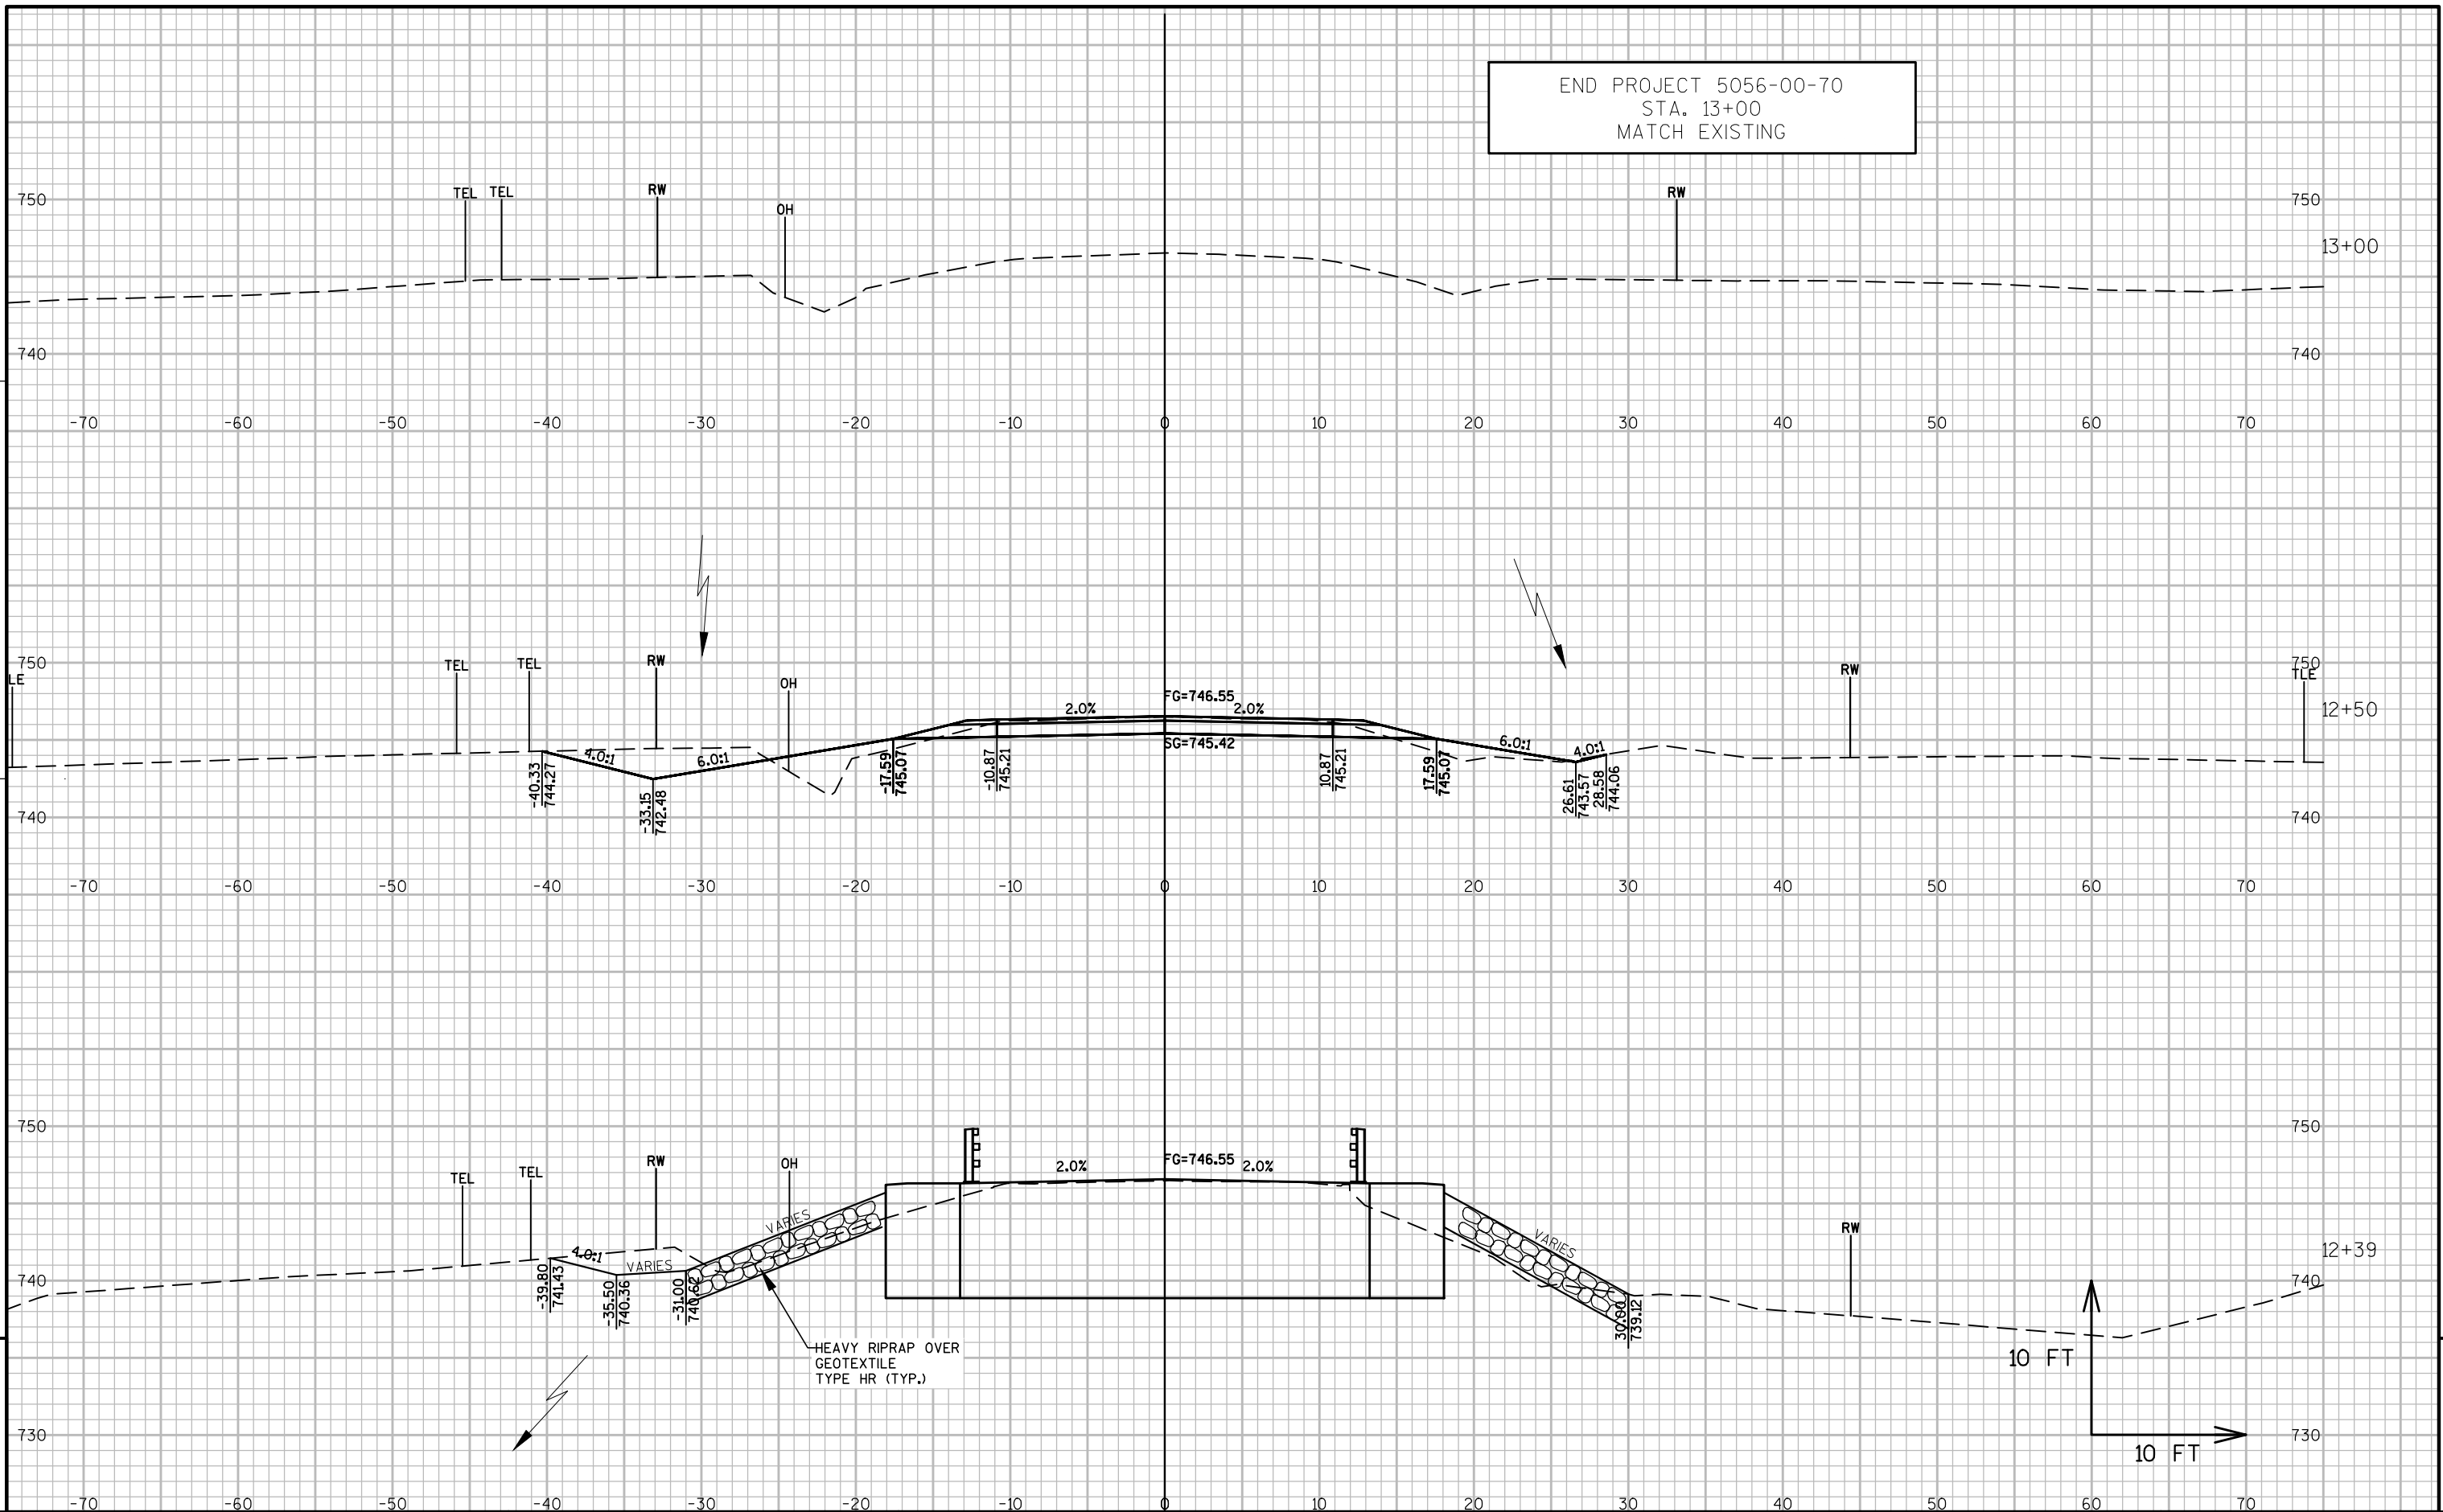 END PROJECT 5056-00-70
STA. 13+00
MATCH EXISTING
TEL TEL RW OH RW
750 750
13+00
740 740
-70 -60 -50 -40 -30 -20 -10 0 10 20 30 40 50 60 70
750 750
LE TEL TEL RW OH RW TLE
FG=746.55
2.0% 2.0%
12+50
SG=745.42
4.0:1 6.0:1 6.0:1 4.0:1
-40.33
744.27
-33.15
742.48
-17.59
745.07
-10.87
745.21
10.87
745.21
17.59
745.07
26.61
743.57
28.58
744.06
740 740
-70 -60 -50 -40 -30 -20 -10 0 10 20 30 40 50 60 70
750 750
TEL TEL RW OH RW
FG=746.55
2.0% 2.0%
12+39
4.0:1 VARIES VARIES VARIES
740 740
-39.80
741.43
-35.50
740.36
-31.00
740.62
30.00
739.12
HEAVY RIPRAP OVER
GEOTEXTILE
TYPE HR (TYP.)
10 FT
10 FT
730 730
-70 -60 -50 -40 -30 -20 -10 0 10 20 30 40 50 60 70